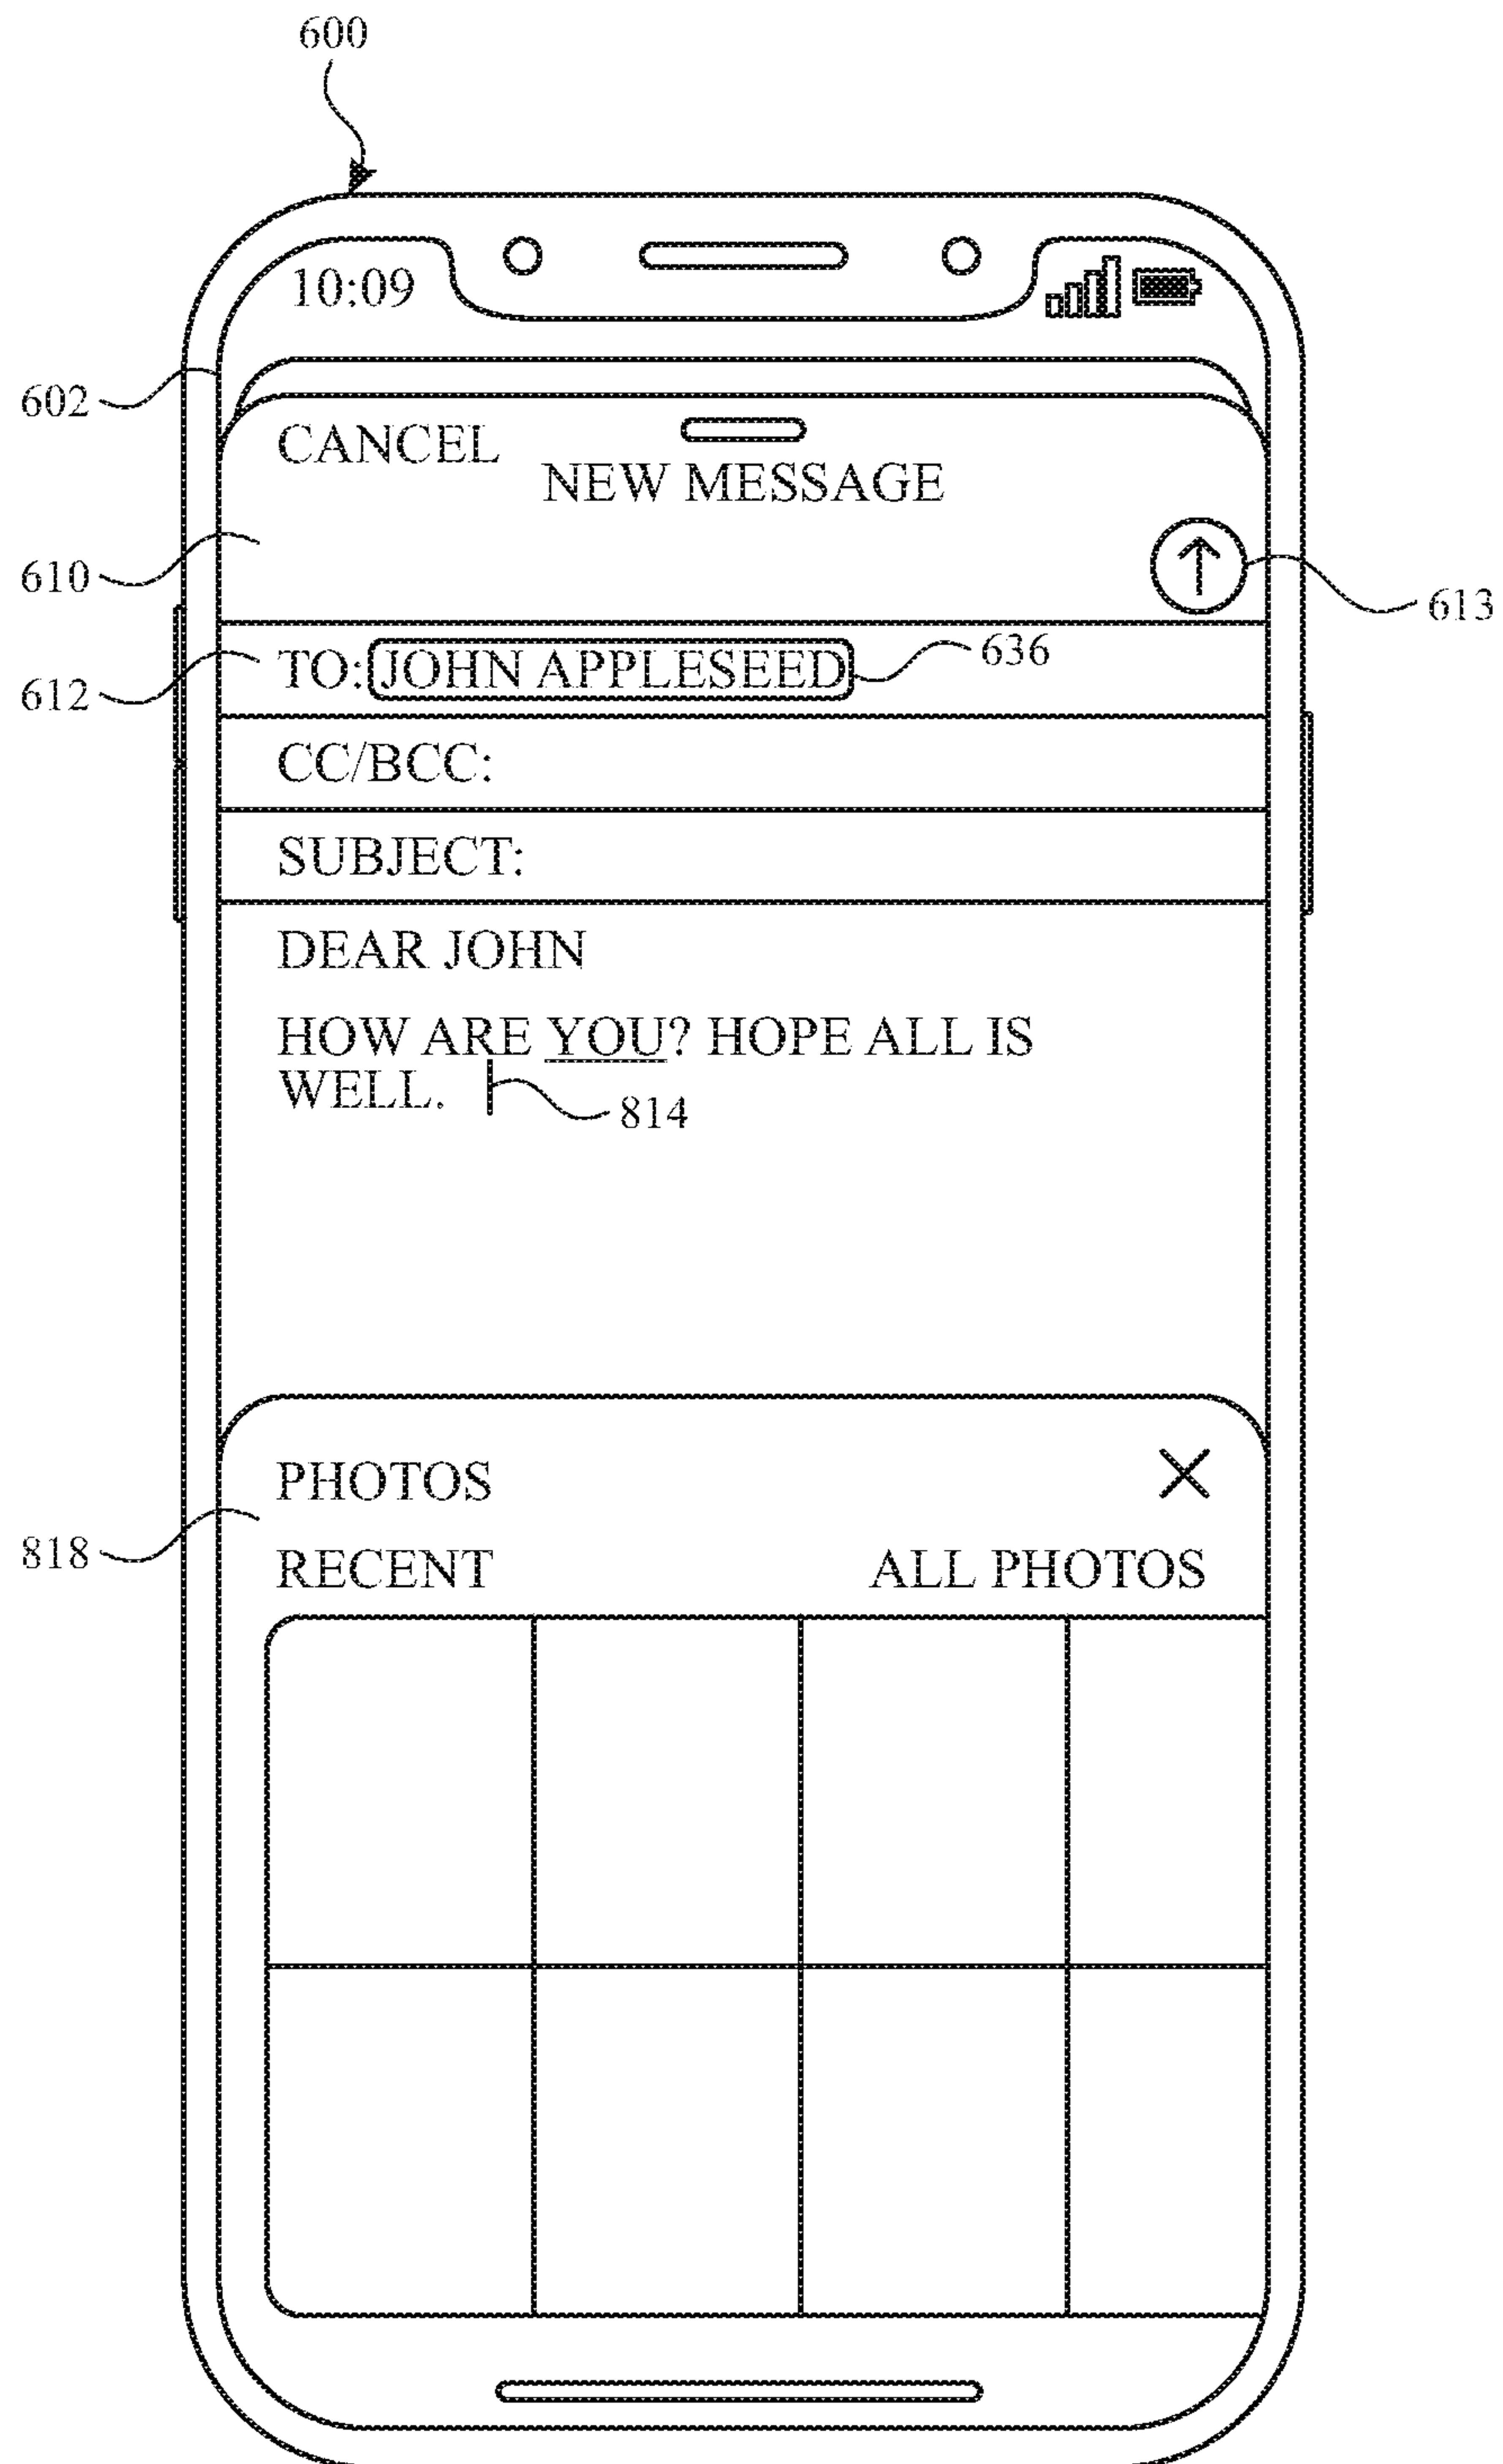 600
10:09
602
CANCEL
NEW MESSAGE
610
613
612
TO: JOHN APPLESEED
636
CC/BCC:
SUBJECT:
DEAR JOHN
HOW ARE YOU? HOPE ALL IS
WELL.
814
PHOTOS
818
RECENT
ALL PHOTOS